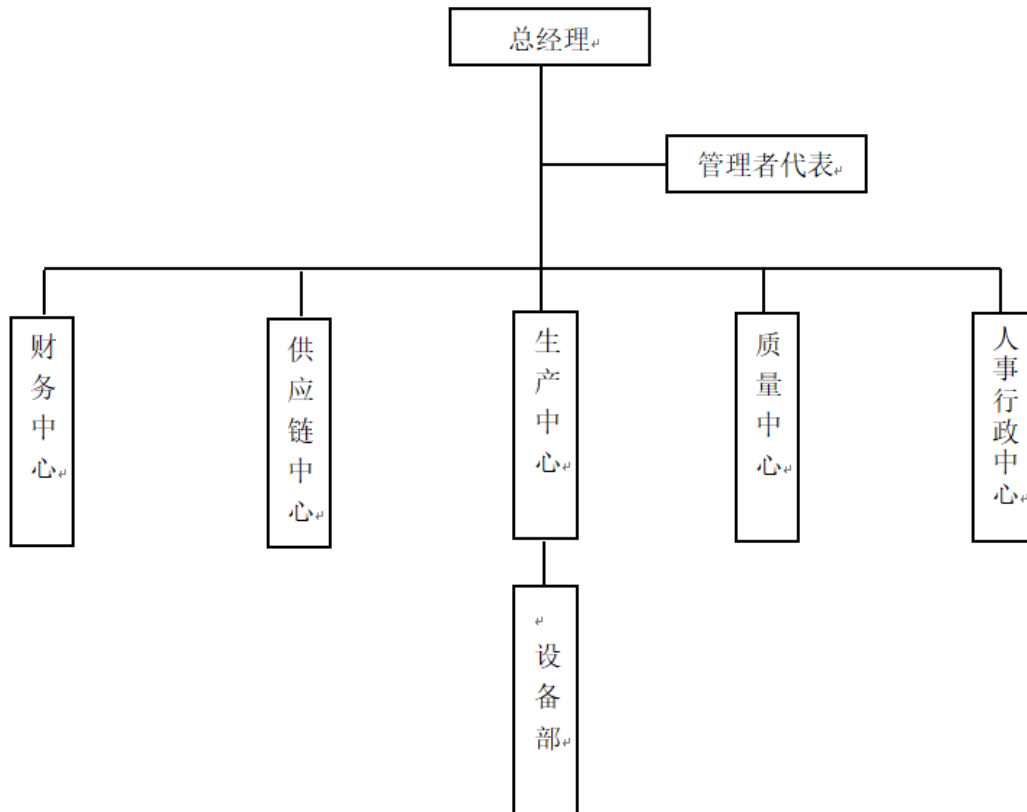 总经理
管理者代表
财务中心
供应链中心
生产中心
质量中心
人事行政中心
设备部